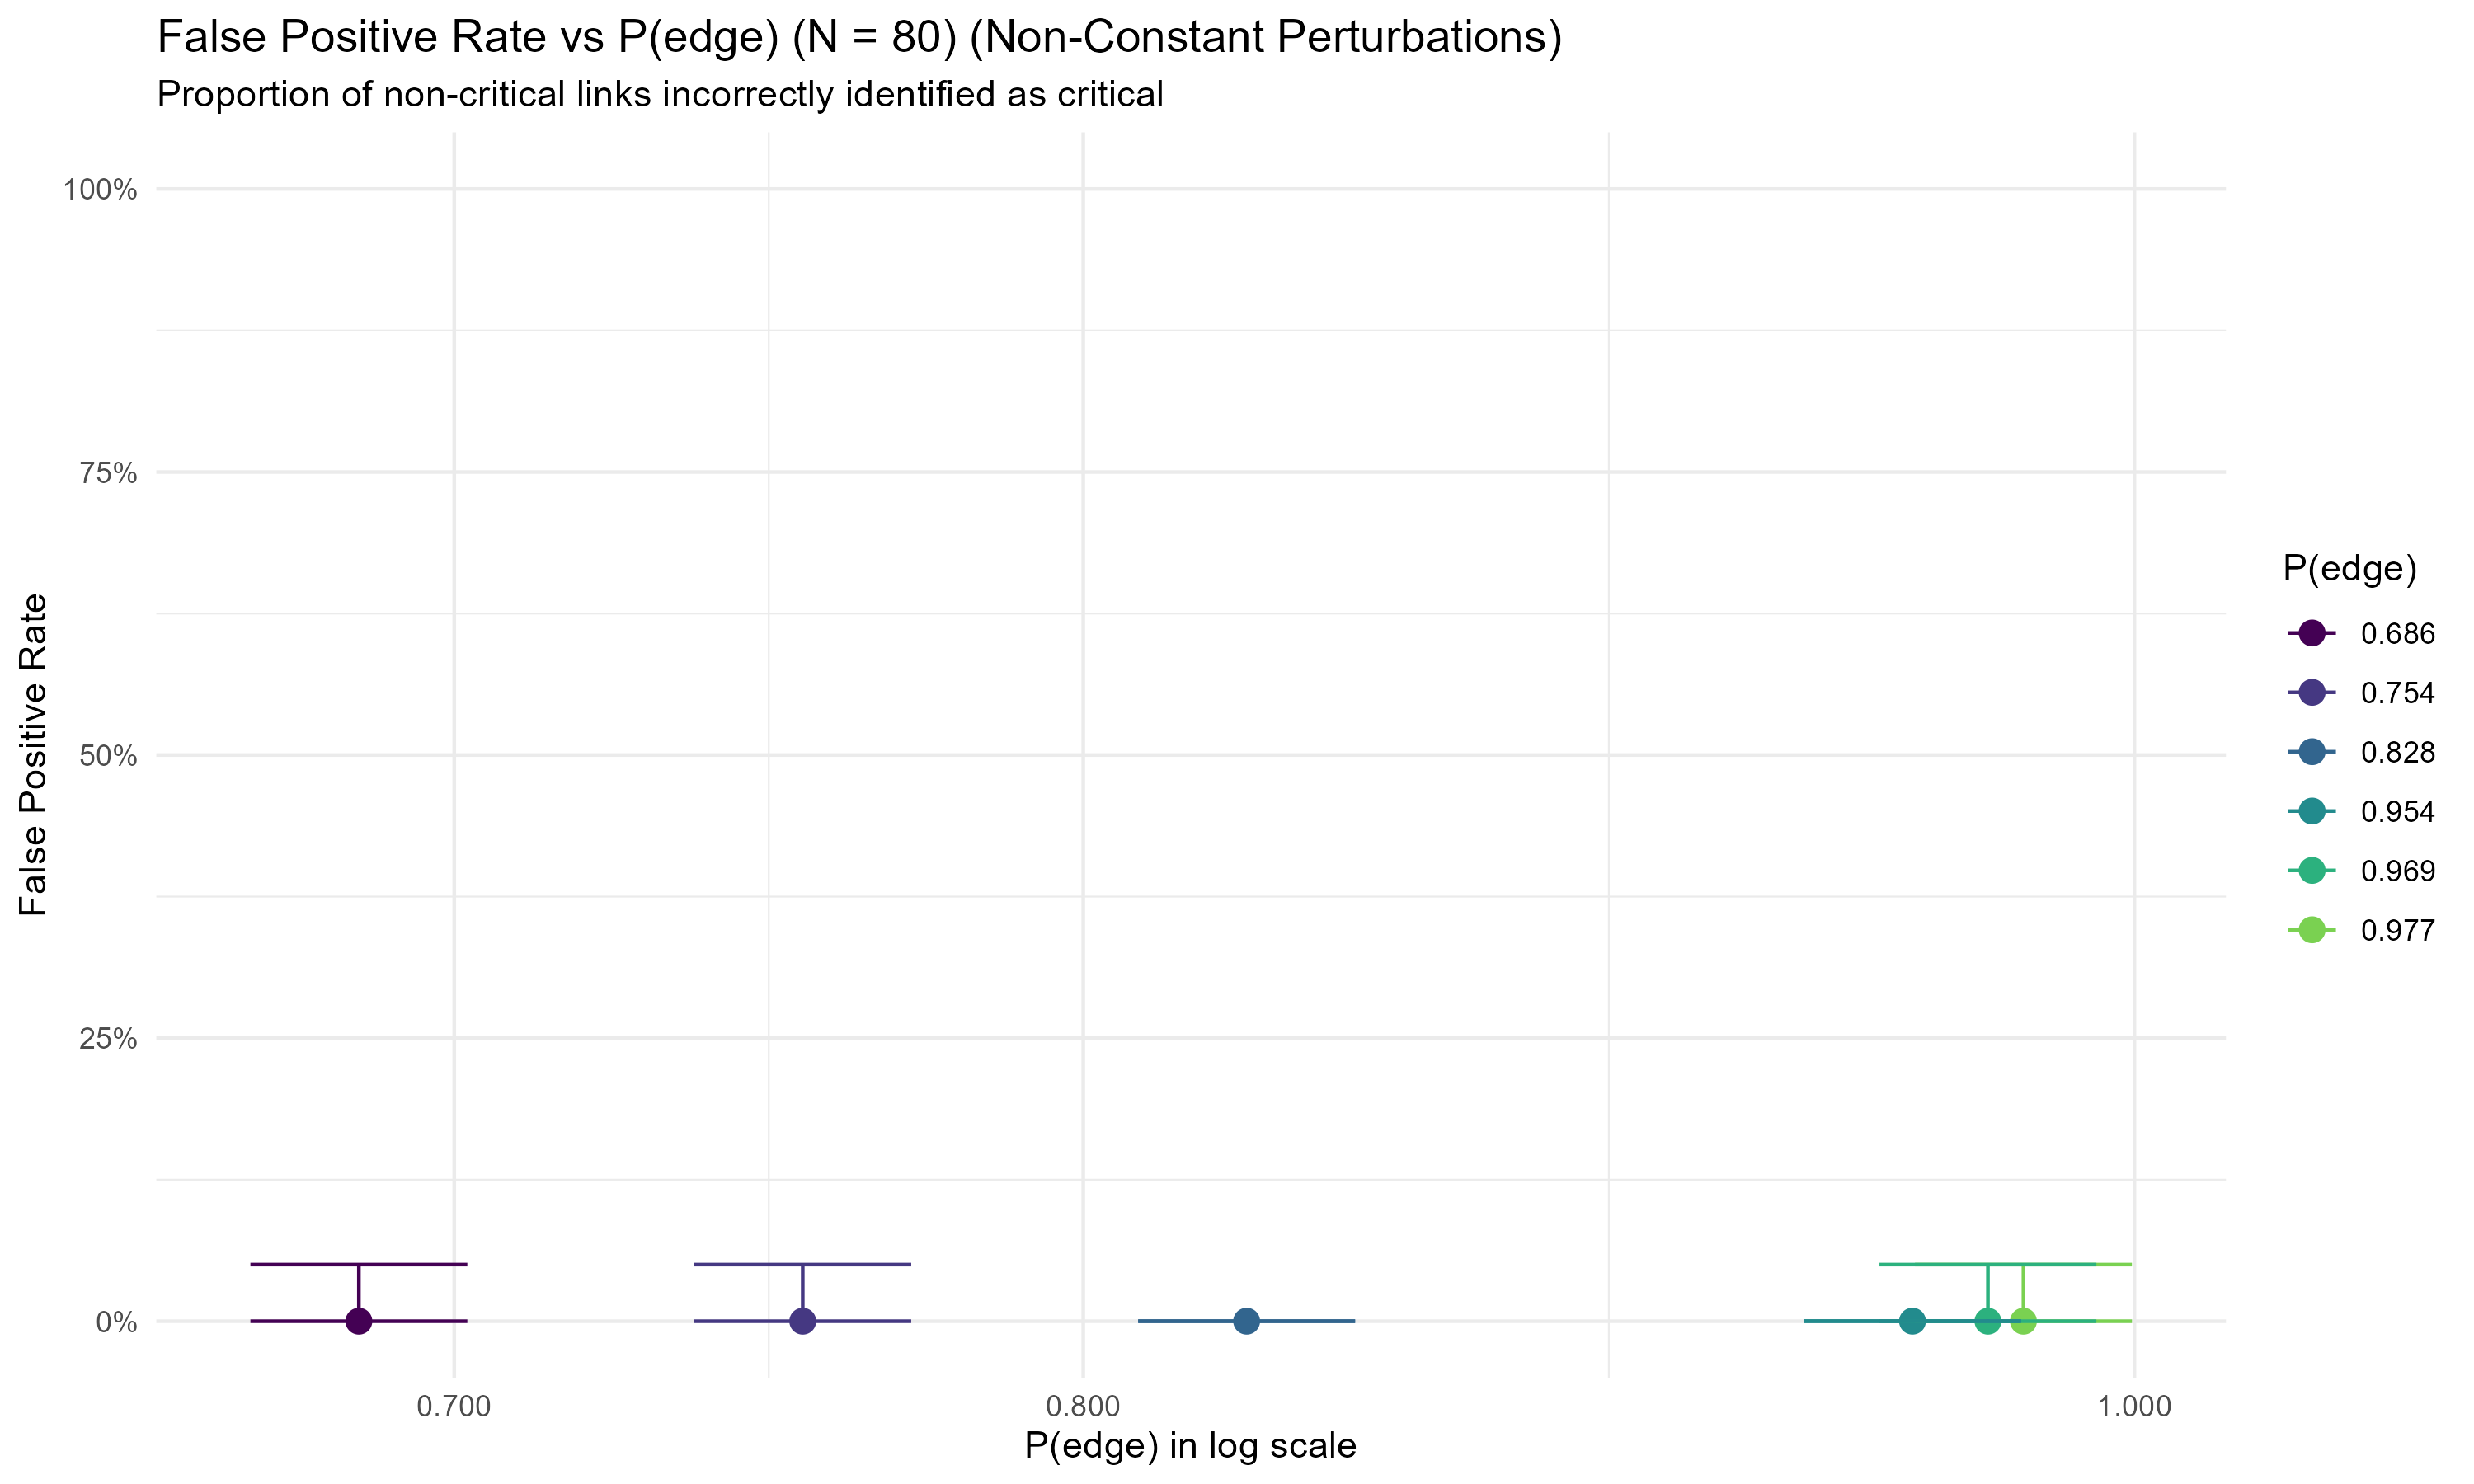 False Positive Rate vs P(edge) (N = 80) (Non-Constant Perturbations)
Proportion of non-critical links incorrectly identified as critical
100%
75%
50%
25%
0%
False Positive Rate
0.700
0.800
1.000
P(edge) in log scale
P(edge)
0.686
0.754
0.828
0.954
0.969
0.977